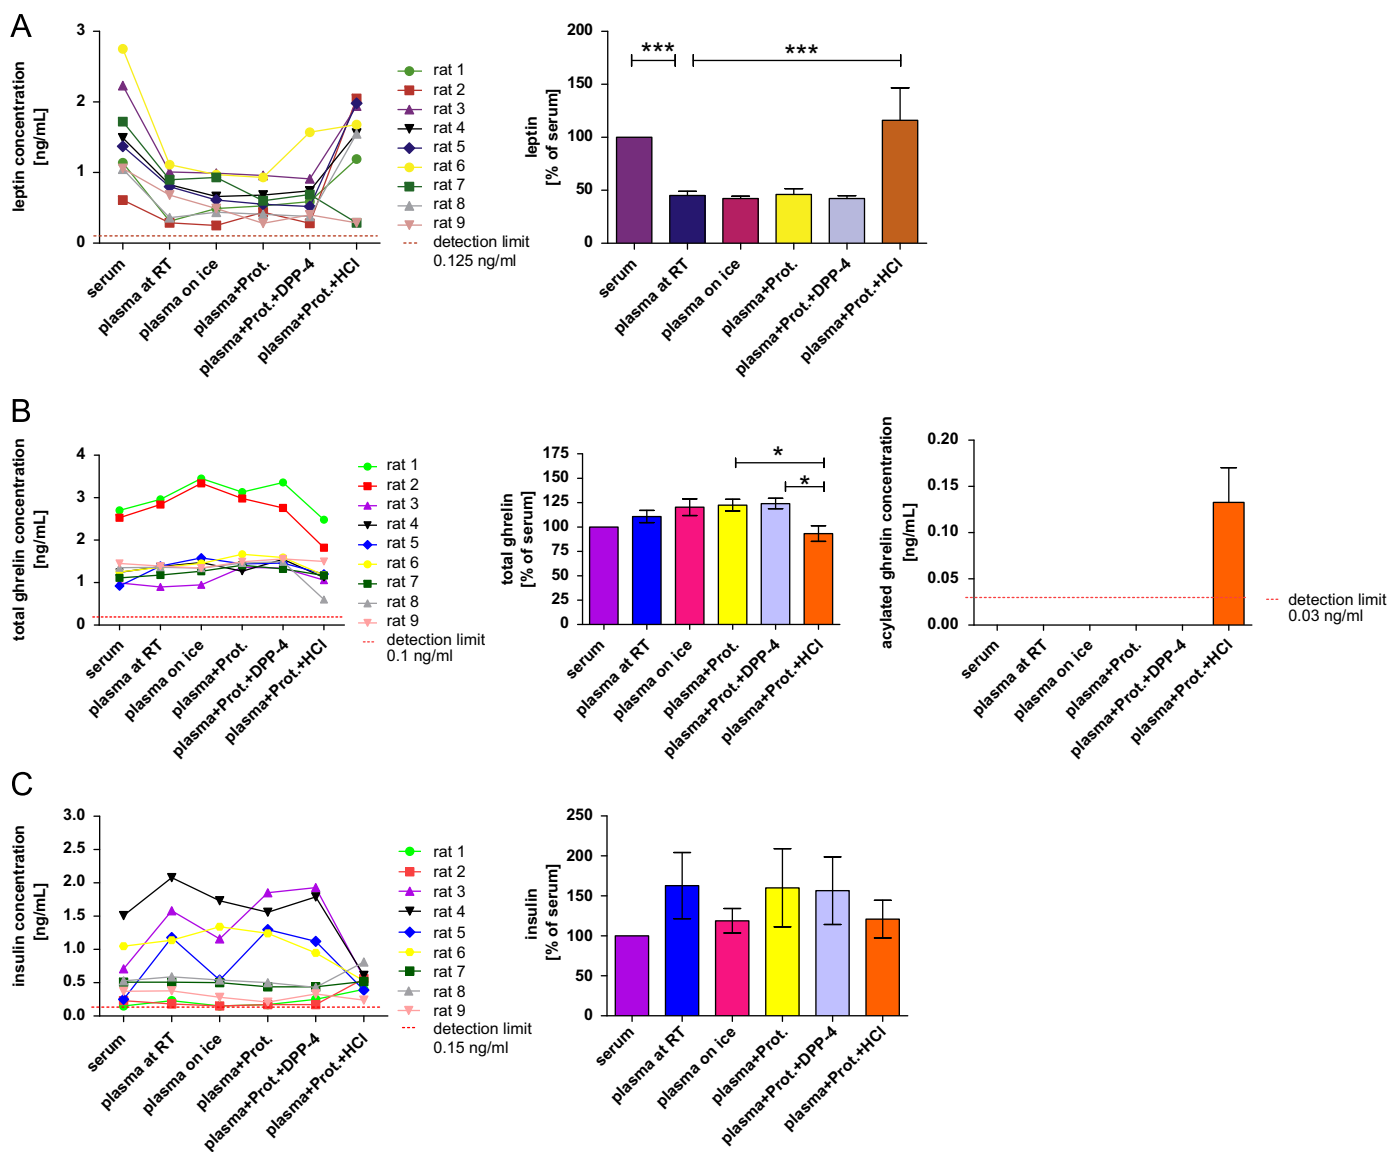 A
leptin concentration
[ng/mL]
3
2
1
0
serum
plasma at RT
plasma on ice
plasma+Prot.
plasma+Prot.+DPP-4
plasma+Prot.+HCl
rat 1
rat 2
rat 3
rat 4
rat 5
rat 6
rat 7
rat 8
rat 9
detection limit
0.125 ng/ml
leptin
[% of serum]
200
150
100
50
0
***
***
serum
plasma at RT
plasma on ice
plasma+Prot.
plasma+Prot.+DPP-4
plasma+Prot.+HCl
B
total ghrelin concentration
[ng/mL]
4
3
2
1
0
serum
plasma at RT
plasma on ice
plasma+Prot.
plasma+Prot.+DPP-4
plasma+Prot.+HCl
rat 1
rat 2
rat 3
rat 4
rat 5
rat 6
rat 7
rat 8
rat 9
detection limit
0.1 ng/ml
total ghrelin
[% of serum]
175
150
125
100
75
50
25
0
*
*
serum
plasma at RT
plasma on ice
plasma+Prot.
plasma+Prot.+DPP-4
plasma+Prot.+HCl
acylated ghrelin concentration
[ng/mL]
0.20
0.15
0.10
0.05
0.00
serum
plasma at RT
plasma on ice
plasma+Prot.
plasma+Prot.+DPP-4
plasma+Prot.+HCl
detection limit
0.03 ng/ml
C
insulin concentration
[ng/mL]
3.0
2.5
2.0
1.5
1.0
0.5
0.0
serum
plasma at RT
plasma on ice
plasma+Prot.
plasma+Prot.+DPP-4
plasma+Prot.+HCl
rat 1
rat 2
rat 3
rat 4
rat 5
rat 6
rat 7
rat 8
rat 9
detection limit
0.15 ng/ml
insulin
[% of serum]
250
200
150
100
50
0
serum
plasma at RT
plasma on ice
plasma+Prot.
plasma+Prot.+DPP-4
plasma+Prot.+HCl